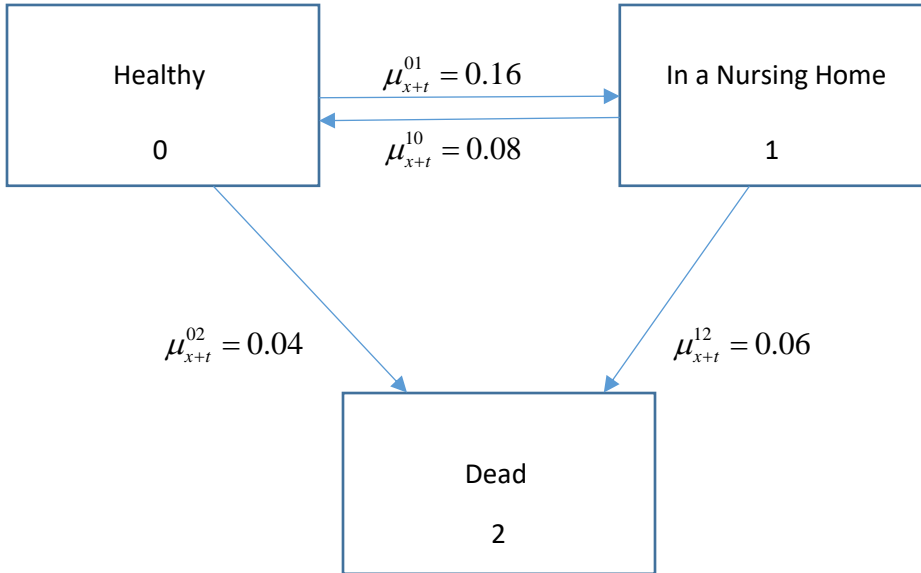 Healthy
0
μ^{01}_{x+t} = 0.16
μ^{10}_{x+t} = 0.08
In a Nursing Home
1
μ^{02}_{x+t} = 0.04
μ^{12}_{x+t} = 0.06
Dead
2